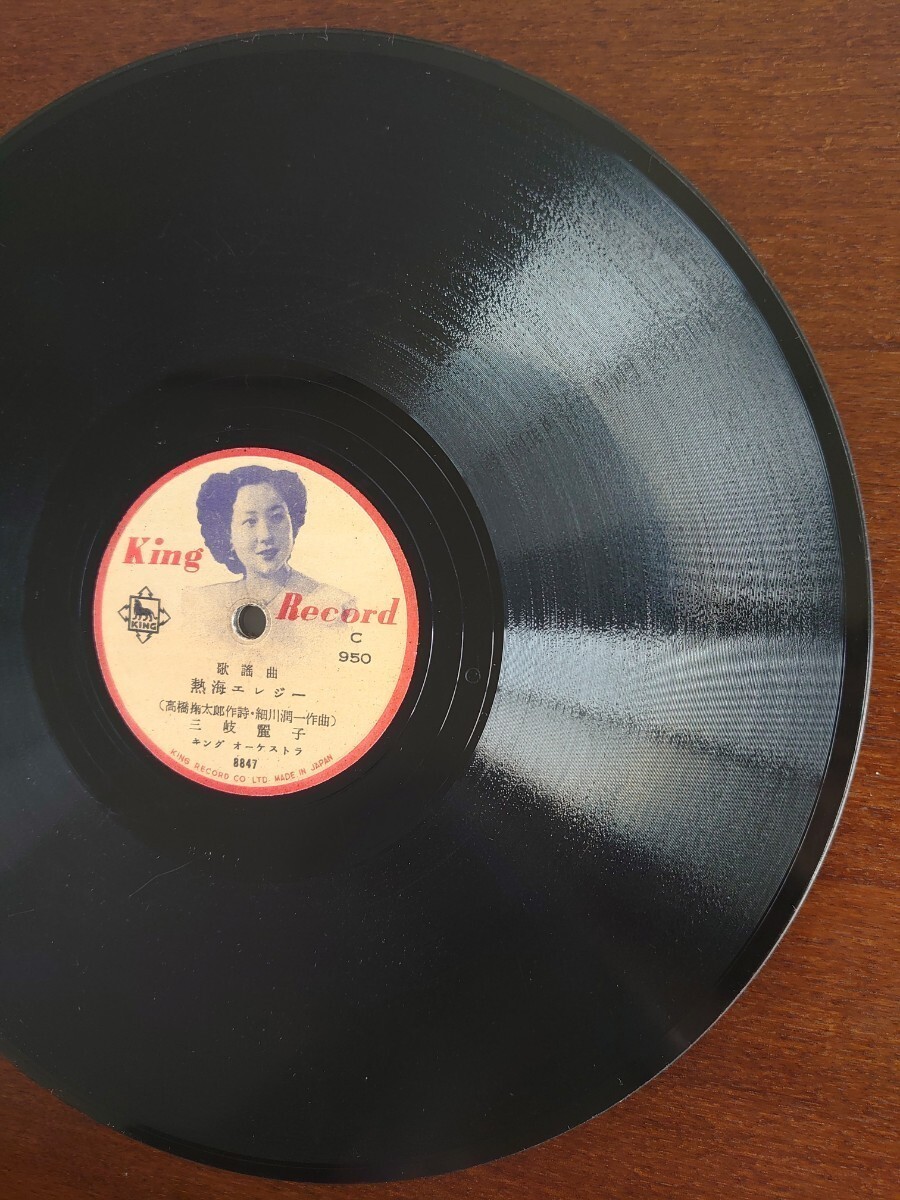 King
Record
KING
C
950
歌謡曲
熱海エレジー
(高橋掬太郎作詩・細川潤一作曲)
三岐麗子
キング オーケストラ
8847
KING RECORD CO LTD. MADE IN JAPAN